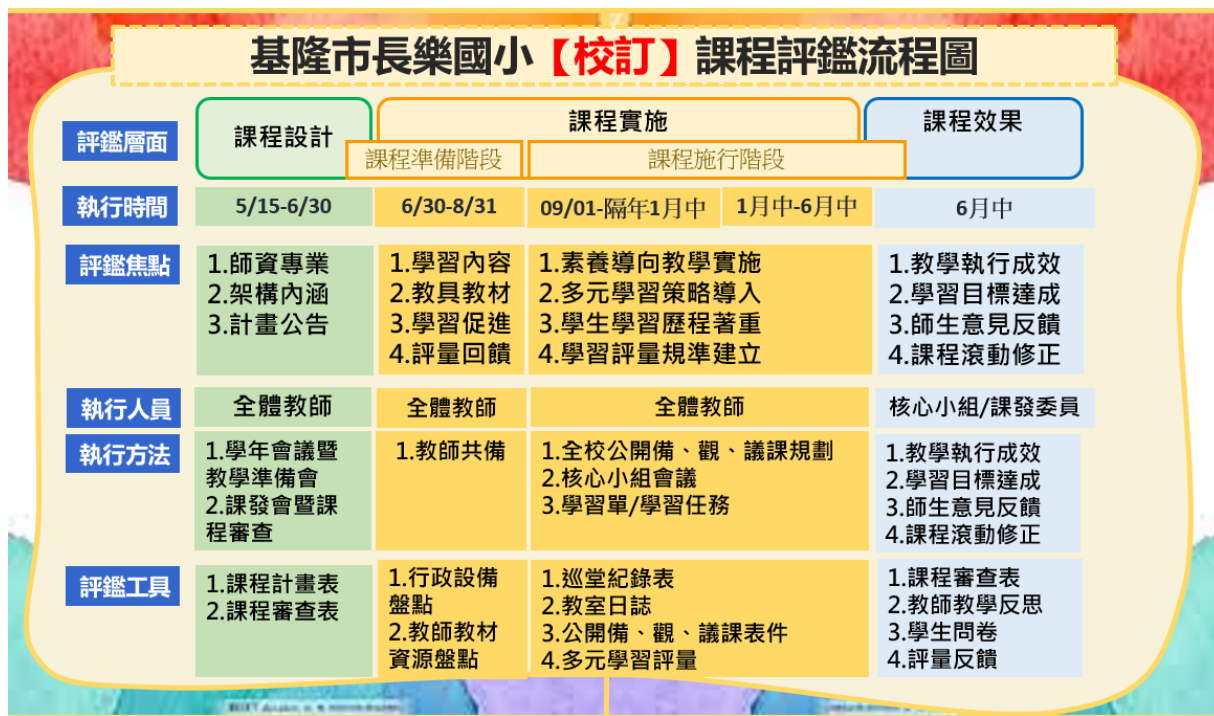 基隆市長樂國小【校訂】課程評鑑流程圖
評鑑層面
課程設計
課程實施
課程準備階段
課程施行階段
課程效果
執行時間
5/15-6/30
6/30-8/31
09/01-隔年1月中
1月中-6月中
6月中
評鑑焦點
1.師資專業
2.架構內涵
3.計畫公告
1.學習內容
2.教具教材
3.學習促進
4.評量回饋
1.素養導向教學實施
2.多元學習策略導入
3.學生學習歷程著重
4.學習評量規準建立
1.教學執行成效
2.學習目標達成
3.師生意見反饋
4.課程滾動修正
執行人員
全體教師
全體教師
全體教師
核心小組/課發委員
執行方法
1.學年會議暨
教學準備會
2.課發會暨課
程審查
1.教師共備
1.全校公開備、觀、議課規劃
2.核心小組會議
3.學習單/學習任務
1.教學執行成效
2.學習目標達成
3.師生意見反饋
4.課程滾動修正
評鑑工具
1.課程計畫表
2.課程審查表
1.行政設備
盤點
2.教師教材
資源盤點
1.巡堂紀錄表
2.教室日誌
3.公開備、觀、議課表件
4.多元學習評量
1.課程審查表
2.教師教學反思
3.學生問卷
4.評量反饋